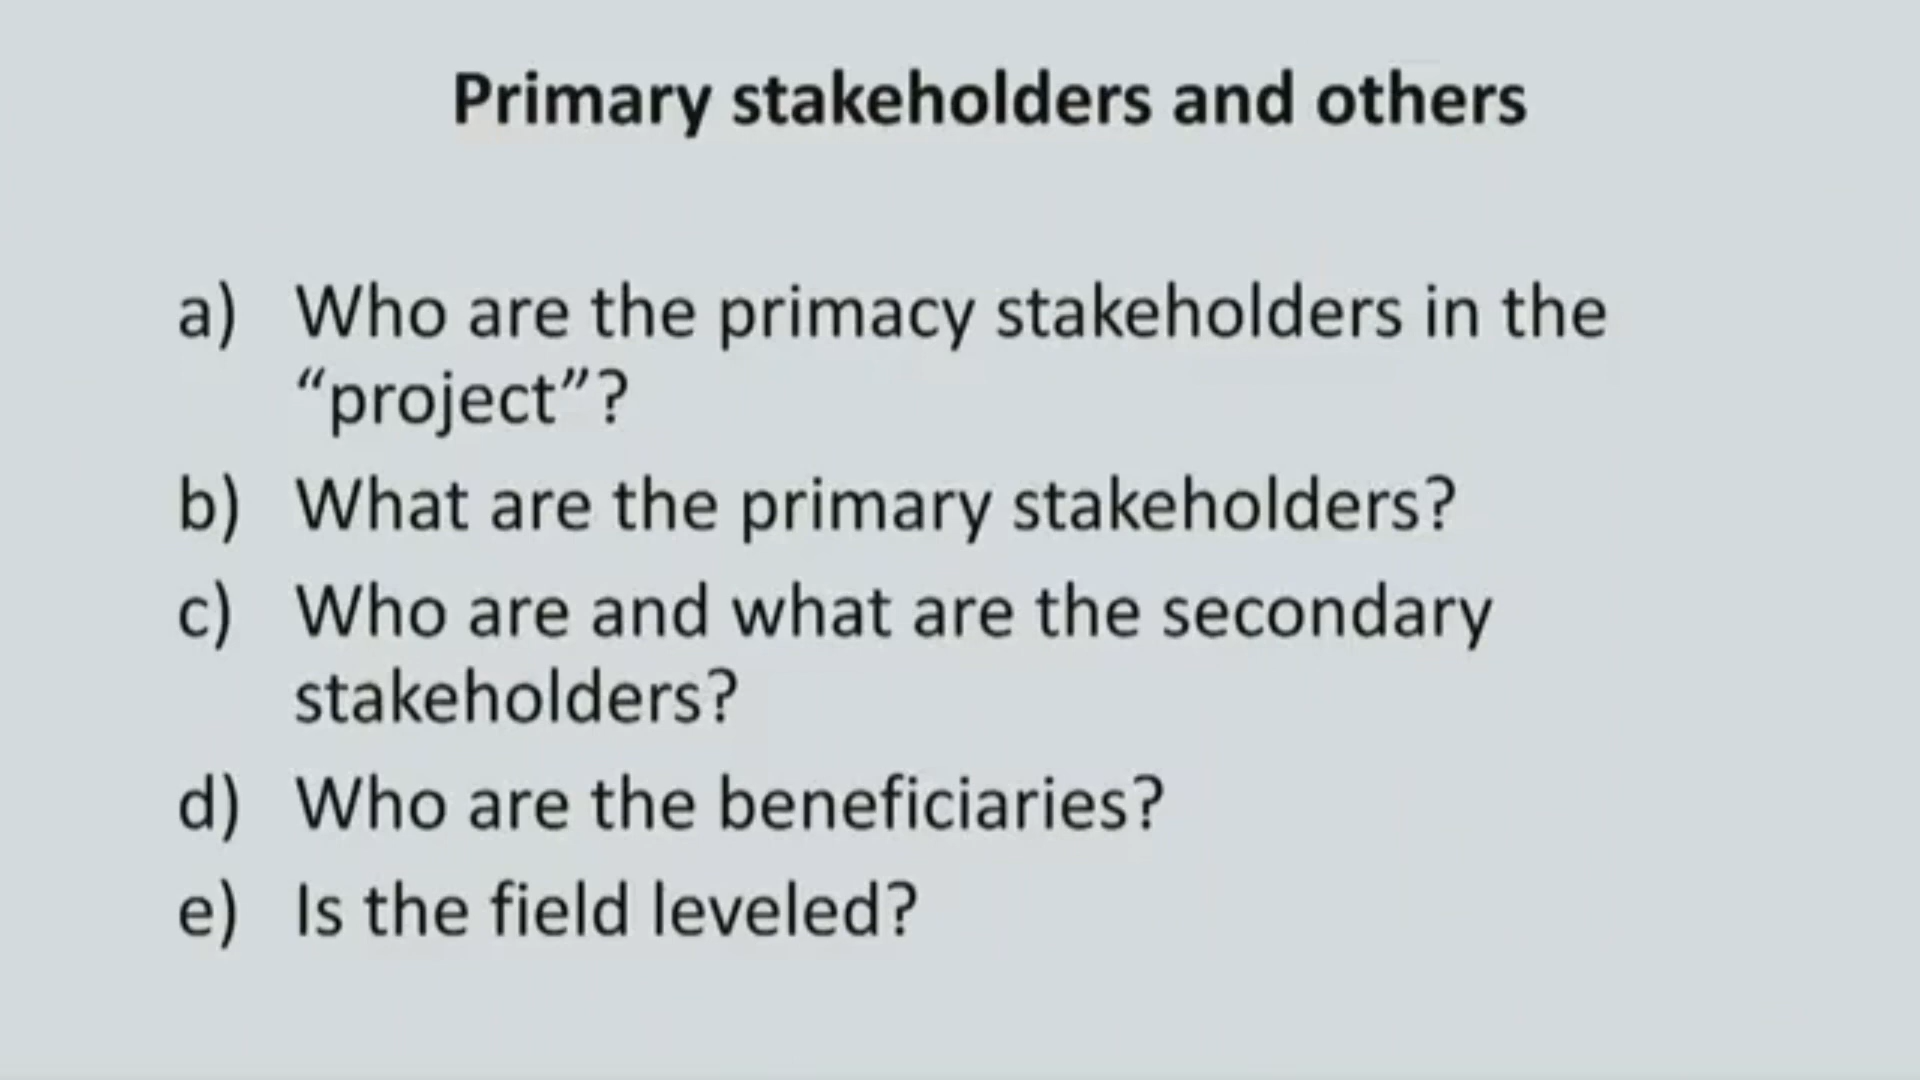 Primary stakeholders and others
a) Who are the primacy stakeholders in the
“project”?
b) What are the primary stakeholders?
c) Who are and what are the secondary
stakeholders?
d) Who are the beneficiaries?
e) Is the field leveled?